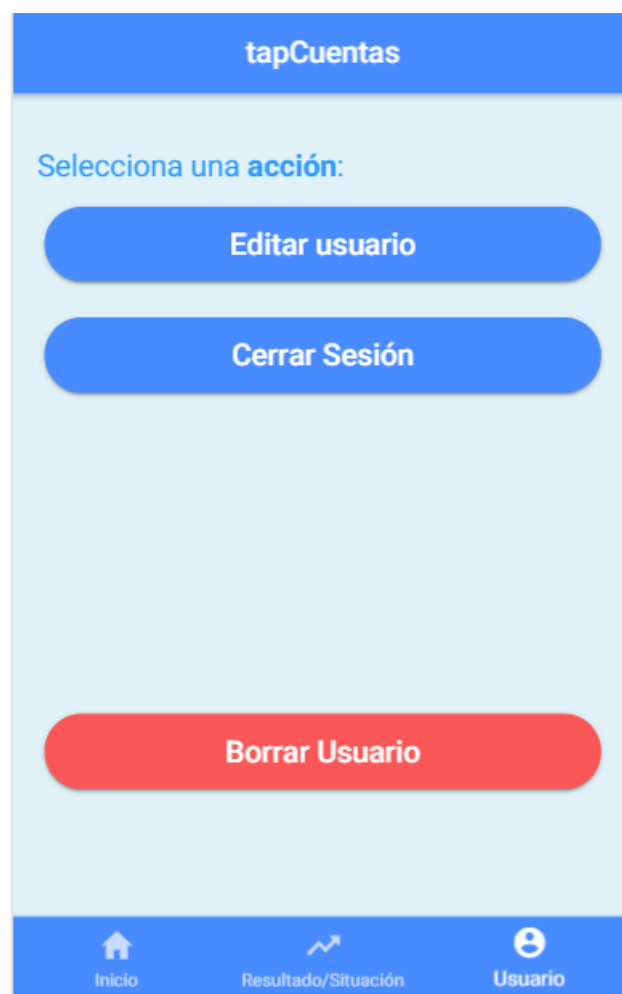 tapCuentas
Selecciona una acción:
Editar usuario
Cerrar Sesión
Borrar Usuario
Inicio
Resultado/Situación
Usuario